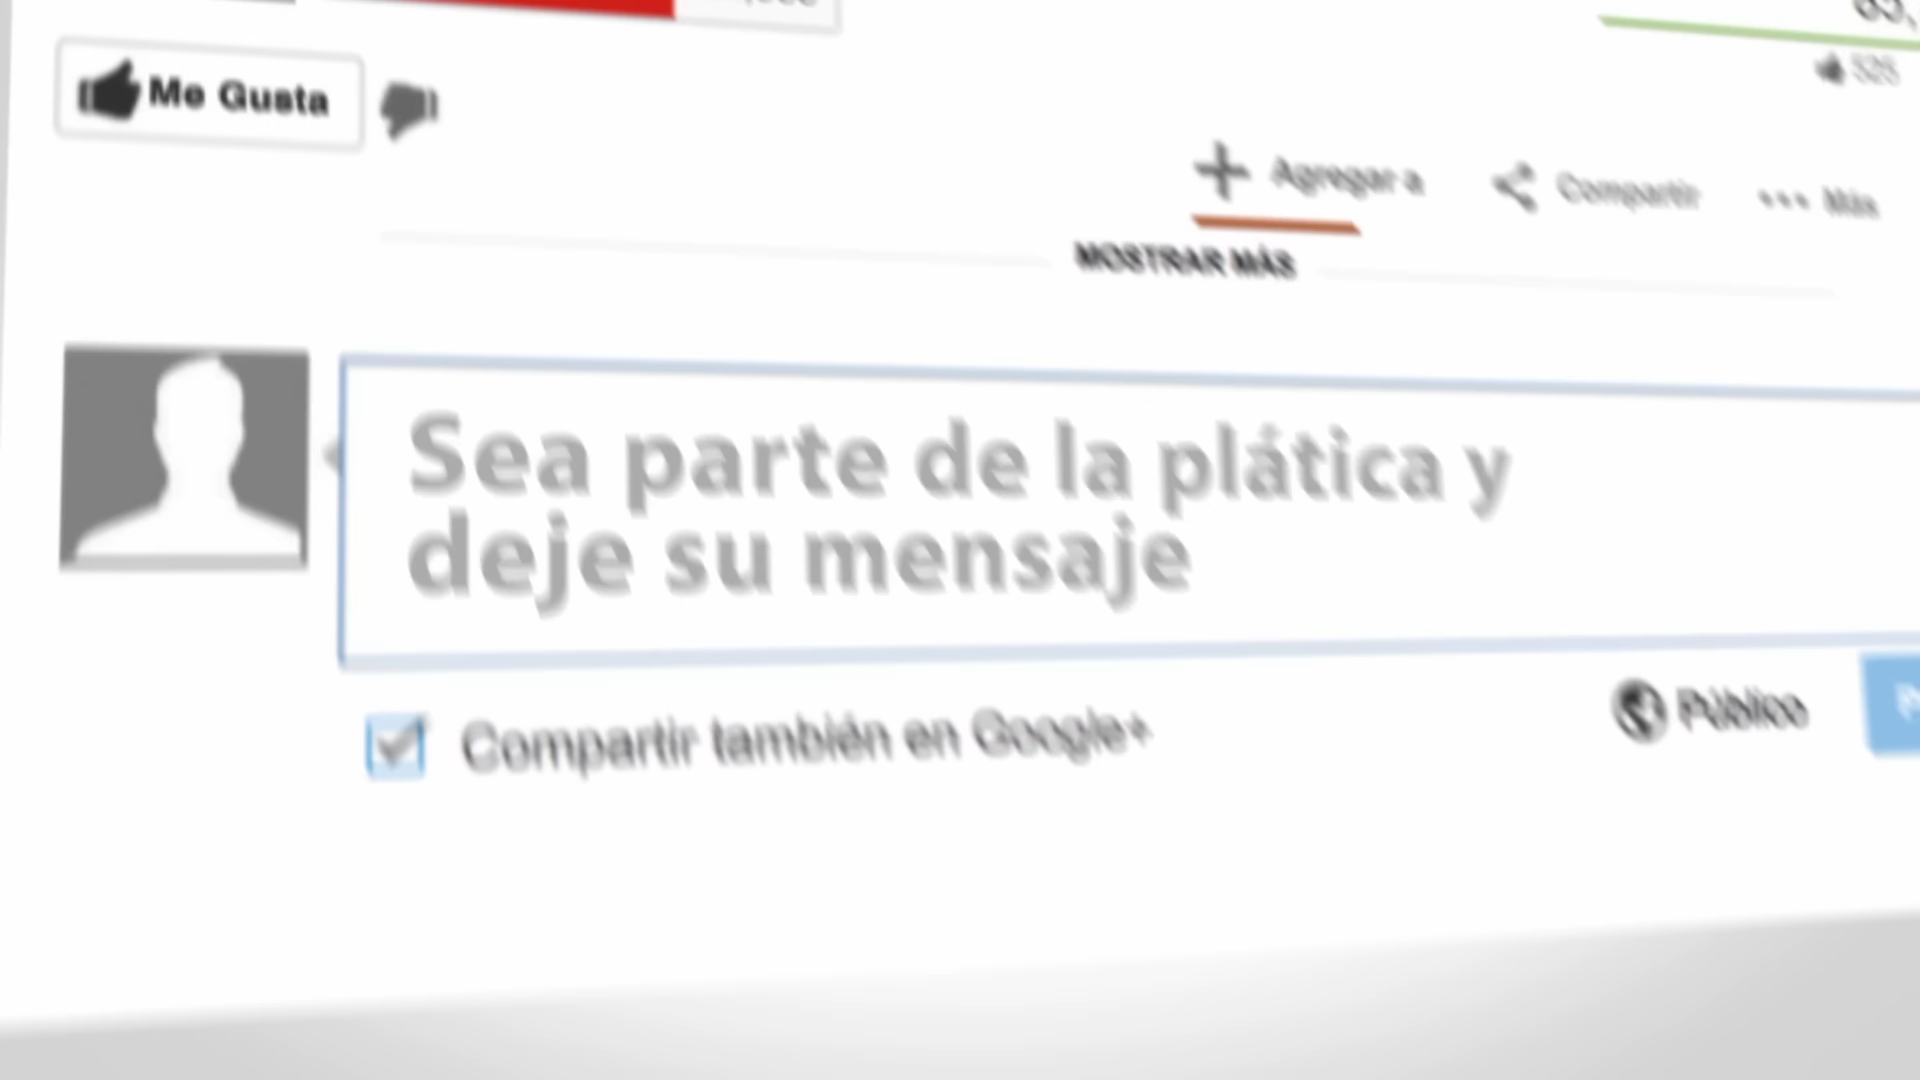 Me Gusta
Agregar a
Compartir
Más
MOSTRAR MÁS
Sea parte de la plática y
deje su mensaje
Compartir también en Google+
Público